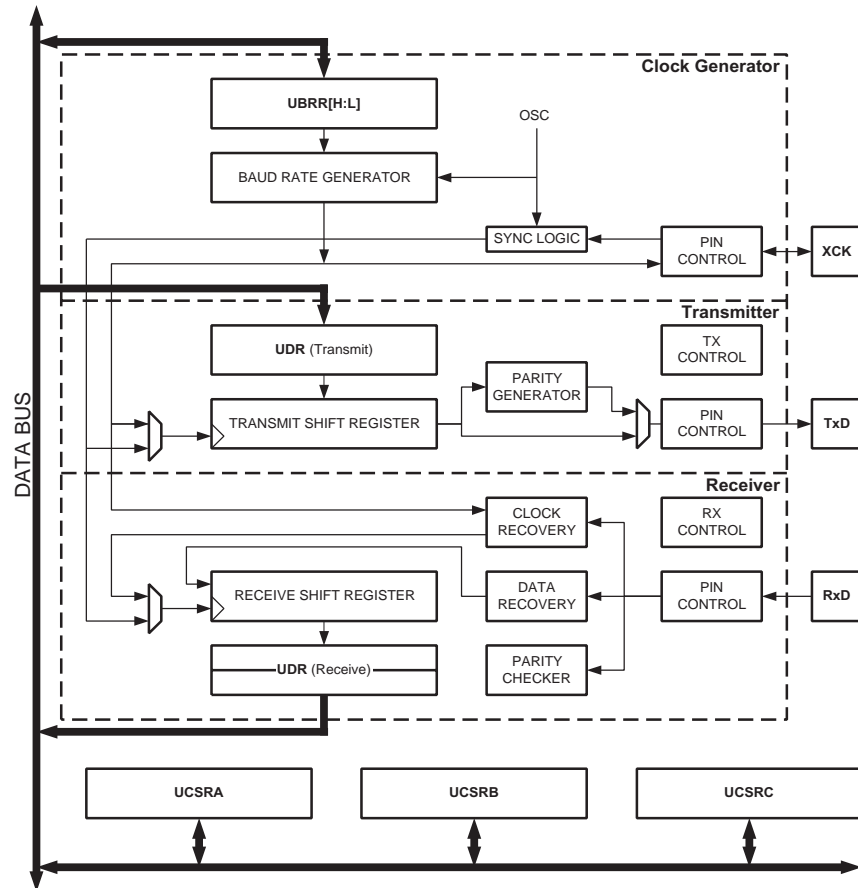 Clock Generator
UBRR[H:L]
OSC
BAUD RATE GENERATOR
SYNC LOGIC
PIN
CONTROL
XCK
Transmitter
UDR (Transmit)
TX
CONTROL
PARITY
GENERATOR
TRANSMIT SHIFT REGISTER
PIN
CONTROL
TxD
DATA BUS
Receiver
CLOCK
RECOVERY
RX
CONTROL
RECEIVE SHIFT REGISTER
DATA
RECOVERY
PIN
CONTROL
RxD
UDR (Receive)
PARITY
CHECKER
UCSRA
UCSRB
UCSRC